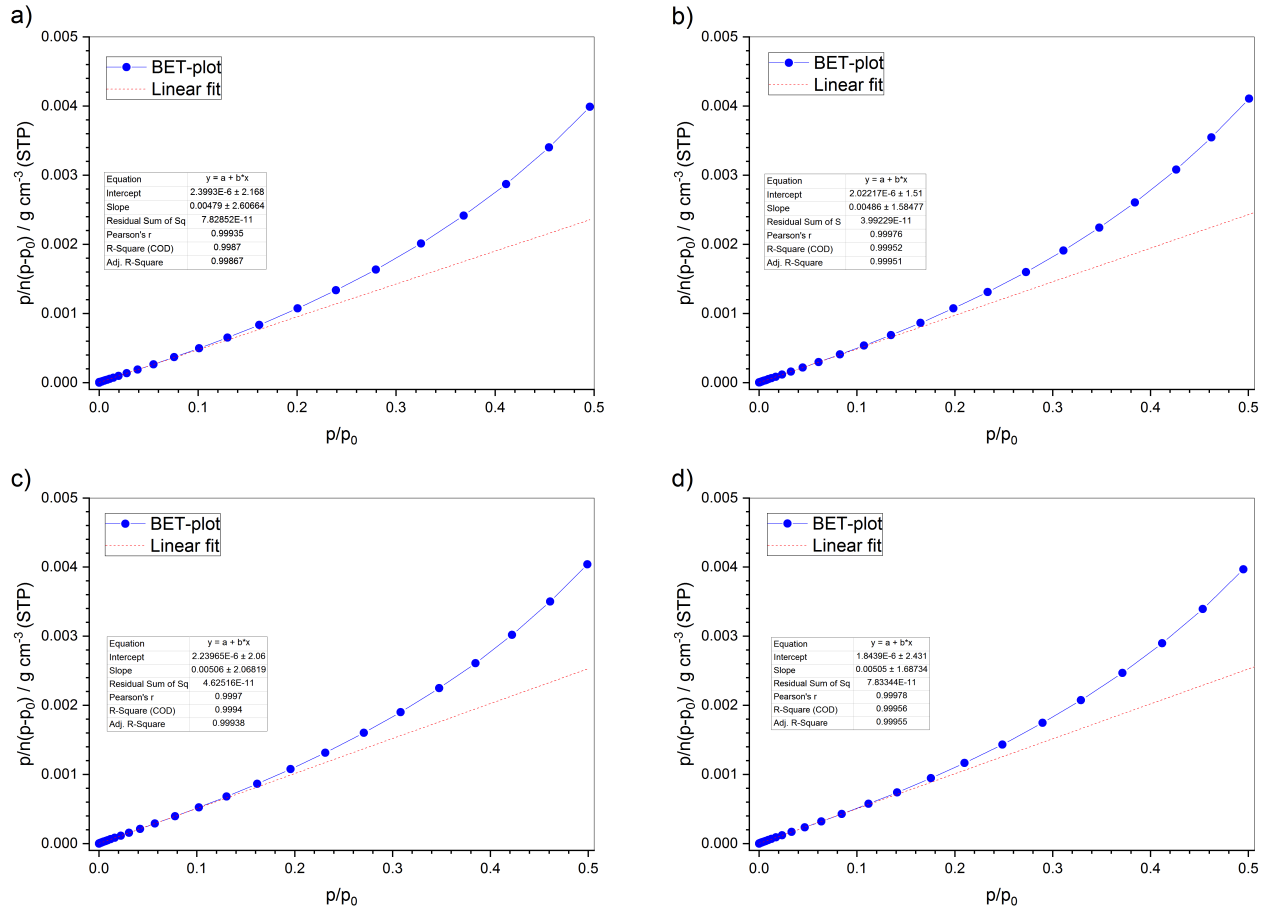 a)
0.005
0.004
0.003
0.002
0.001
0.000
p/n(p-p0) / g cm-3 (STP)
BET-plot
Linear fit
Equation y = a + b*x
Intercept 2.3993E-6 ± 2.168
Slope 0.00479 ± 2.60664
Residual Sum of Sq 7.82852E-11
Pearson's r 0.99935
R-Square (COD) 0.9987
Adj. R-Square 0.99867
0.0 0.1 0.2 0.3 0.4 0.5
p/p0
b)
0.005
0.004
0.003
0.002
0.001
0.000
p/n(p-p0) / g cm-3 (STP)
BET-plot
Linear fit
Equation y = a + b*x
Intercept 2.02217E-6 ± 1.51
Slope 0.00486 ± 1.58477
Residual Sum of S 3.99229E-11
Pearson's r 0.99976
R-Square (COD) 0.99952
Adj. R-Square 0.99951
0.0 0.1 0.2 0.3 0.4 0.5
p/p0
c)
0.005
0.004
0.003
0.002
0.001
0.000
p/n(p-p0) / g cm-3 (STP)
BET-plot
Linear fit
Equation y = a + b*x
Intercept 2.23965E-6 ± 2.06
Slope 0.00506 ± 2.06819
Residual Sum of Sq 4.62516E-11
Pearson's r 0.9997
R-Square (COD) 0.9994
Adj. R-Square 0.99938
0.0 0.1 0.2 0.3 0.4 0.5
p/p0
d)
0.005
0.004
0.003
0.002
0.001
0.000
p/n(p-p0) / g cm-3 (STP)
BET-plot
Linear fit
Equation y = a + b*x
Intercept 1.8439E-6 ± 2.431
Slope 0.00505 ± 1.68734
Residual Sum of Sq 7.83344E-11
Pearson's r 0.99978
R-Square (COD) 0.99956
Adj. R-Square 0.99955
0.0 0.1 0.2 0.3 0.4 0.5
p/p0